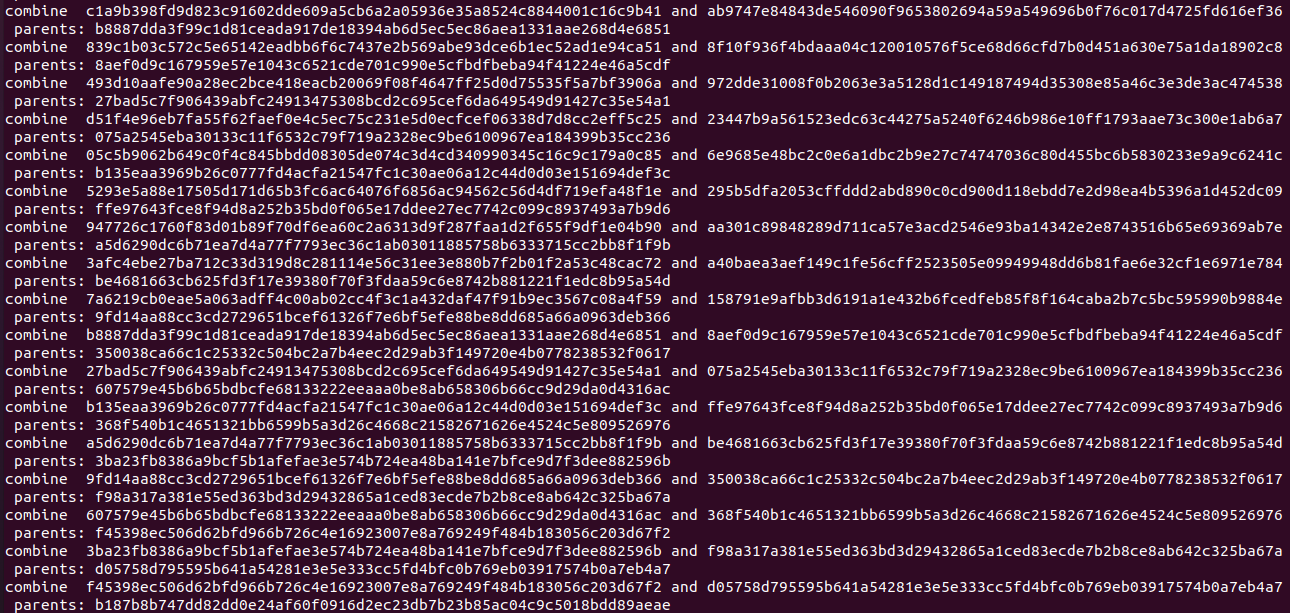 combine  c1a9b398fd9d823c91602dde609a5cb6a2a05936e35a8524c8844001c16c9b41 and ab9747e84843de546090f9653802694a59a549696b0f76c017d4725fd616ef36
parents: b8887dda3f99c1d81ceada917de18394ab6d5ec5ec86aea1331aae268d4e6851
combine  839c1b03c572c5e65142eadbb6f6c7437e2b569abe93dce6b1ec52ad1e94ca51 and 8f10f936f4bdaaa04c120010576f5ce68d66cfd7b0d451a630e75a1da18902c8
parents: 8aef0d9c167959e57e1043c6521cde701c990e5cfbdfbeba94f41224e46a5cdf
combine  493d10aafe90a28ec2bce418eacb20069f08f4647ff25d0d75535f5a7bf3906a and 972dde31008f0b2063e3a5128d1c149187494d35308e85a46c3e3de3ac474538
parents: 27bad5c7f906439abfc24913475308bcd2c695cef6da649549d91427c35e54a1
combine  d51f4e96eb7fa55f62faef0e4c5ec75c231e5d0ecfcef06338d7d8cc2eff5c25 and 23447b9a561523edc63c44275a5240f6246b986e10ff1793aae73c300e1ab6a7
parents: 075a2545eba30133c11f6532c79f719a2328ec9be6100967ea184399b35cc236
combine  05c5b9062b649c0f4c845bbdd08305de074c3d4cd340990345c16c9c179a0c85 and 6e9685e48bc2c0e6a1dbc2b9e27c74747036c80d455bc6b5830233e9a9c6241c
parents: b135eaa3969b26c0777fd4acfa21547fc1c30ae06a12c44d0d03e151694def3c
combine  5293e5a88e17505d171d65b3fc6ac64076f6856ac94562c56d4df719efa48f1e and 295b5dfa2053cffddd2abd890c0cd900d118ebdd7e2d98ea4b5396a1d452dc09
parents: ffe97643fce8f94d8a252b35bd0f065e17ddee27ec7742c099c8937493a7b9d6
combine  947726c1760f83d01b89f70df6ea60c2a6313d9f287faa1d2f655f9df1e04b90 and aa301c89848289d711ca57e3acd2546e93ba14342e2e8743516b65e69369ab7e
parents: a5d6290dc6b71ea7d4a77f7793ec36c1ab03011885758b6333715cc2bb8f1f9b
combine  3afc4ebe27ba712c33d319d8c281114e56c31ee3e880b7f2b01f2a53c48cac72 and a40baea3aef149c1fe56cff2523505e09949948dd6b81fae6e32cf1e6971e784
parents: be4681663cb625fd3f17e39380f70f3fdaa59c6e8742b881221f1edc8b95a54d
combine  7a6219cb0eae5a063adff4c00ab02cc4f3c1a432daf47f91b9ec3567c08a4f59 and 158791e9afbb3d6191a1e432b6fcedfeb85f8f164caba2b7c5bc595990b9884e
parents: 9fd14aa88cc3cd2729651bcef61326f7e6bf5efe88be8dd685a66a0963deb366
combine  b8887dda3f99c1d81ceada917de18394ab6d5ec5ec86aea1331aae268d4e6851 and 8aef0d9c167959e57e1043c6521cde701c990e5cfbdfbeba94f41224e46a5cdf
parents: 350038ca66c1c25332c504bc2a7b4eec2d29ab3f149720e4b0778238532f0617
combine  27bad5c7f906439abfc24913475308bcd2c695cef6da649549d91427c35e54a1 and 075a2545eba30133c11f6532c79f719a2328ec9be6100967ea184399b35cc236
parents: 607579e45b6b65bdbcfe68133222eeaaa0be8ab658306b66cc9d29da0d4316ac
combine  b135eaa3969b26c0777fd4acfa21547fc1c30ae06a12c44d0d03e151694def3c and ffe97643fce8f94d8a252b35bd0f065e17ddee27ec7742c099c8937493a7b9d6
parents: 368f540b1c4651321bb6599b5a3d26c4668c21582671626e4524c5e809526976
combine  a5d6290dc6b71ea7d4a77f7793ec36c1ab03011885758b6333715cc2bb8f1f9b and be4681663cb625fd3f17e39380f70f3fdaa59c6e8742b881221f1edc8b95a54d
parents: 3ba23fb8386a9bcf5b1afefae3e574b724ea48ba141e7bfce9d7f3dee882596b
combine  9fd14aa88cc3cd2729651bcef61326f7e6bf5efe88be8dd685a66a0963deb366 and 350038ca66c1c25332c504bc2a7b4eec2d29ab3f149720e4b0778238532f0617
parents: f98a317a381e55ed363bd3d29432865a1ced83ecde7b2b8ce8ab642c325ba67a
combine  607579e45b6b65bdbcfe68133222eeaaa0be8ab658306b66cc9d29da0d4316ac and 368f540b1c4651321bb6599b5a3d26c4668c21582671626e4524c5e809526976
parents: f45398ec506d62bfd966b726c4e16923007e8a769249f484b183056c203d67f2
combine  3ba23fb8386a9bcf5b1afefae3e574b724ea48ba141e7bfce9d7f3dee882596b and f98a317a381e55ed363bd3d29432865a1ced83ecde7b2b8ce8ab642c325ba67a
parents: d05758d795595b641a54281e3e5e333cc5fd4bfc0b769eb03917574b0a7eb4a7
combine  f45398ec506d62bfd966b726c4e16923007e8a769249f484b183056c203d67f2 and d05758d795595b641a54281e3e5e333cc5fd4bfc0b769eb03917574b0a7eb4a7
parents: b187b8b747dd82dd0e24af60f0916d2ec23db7b23b85ac04c9c5018bdd89aeae